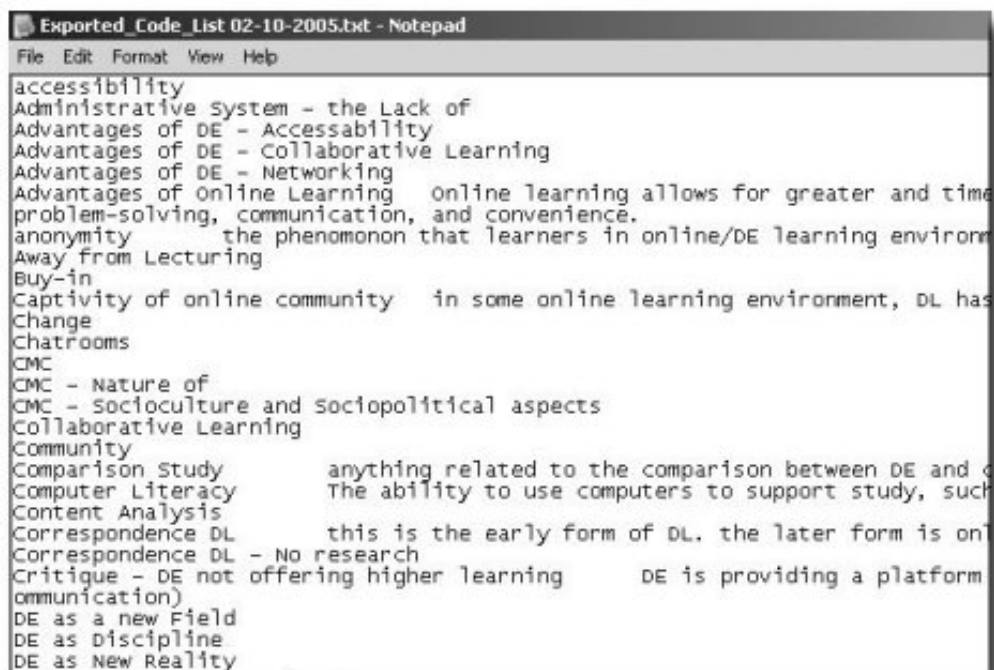 Exported_Code_List 02-10-2005.txt - Notepad
File Edit Format View Help
accessibility
Administrative System - the Lack of
Advantages of DE - Accessability
Advantages of DE - Collaborative Learning
Advantages of DE - Networking
Advantages of Online Learning Online learning allows for greater and time
problem-solving, communication, and convenience.
anonymity the phenomonon that learners in online/DE learning environm
Away from Lecturing
Buy-in
Captivity of online community in some online learning environment, DL has
Change
Chatrooms
CMC
CMC - Nature of
CMC - Socioculture and Sociopolitical aspects
Collaborative Learning
Community
Comparison Study anything related to the comparison between DE and
Computer Literacy The ability to use computers to support study, such
Content Analysis
Correspondence DL this is the early form of DL. the later form is onl
Correspondence DL - No research
Critique - DE not offering higher learning DE is providing a platform
ommunication)
DE as a new Field
DE as Discipline
DE as New Reality